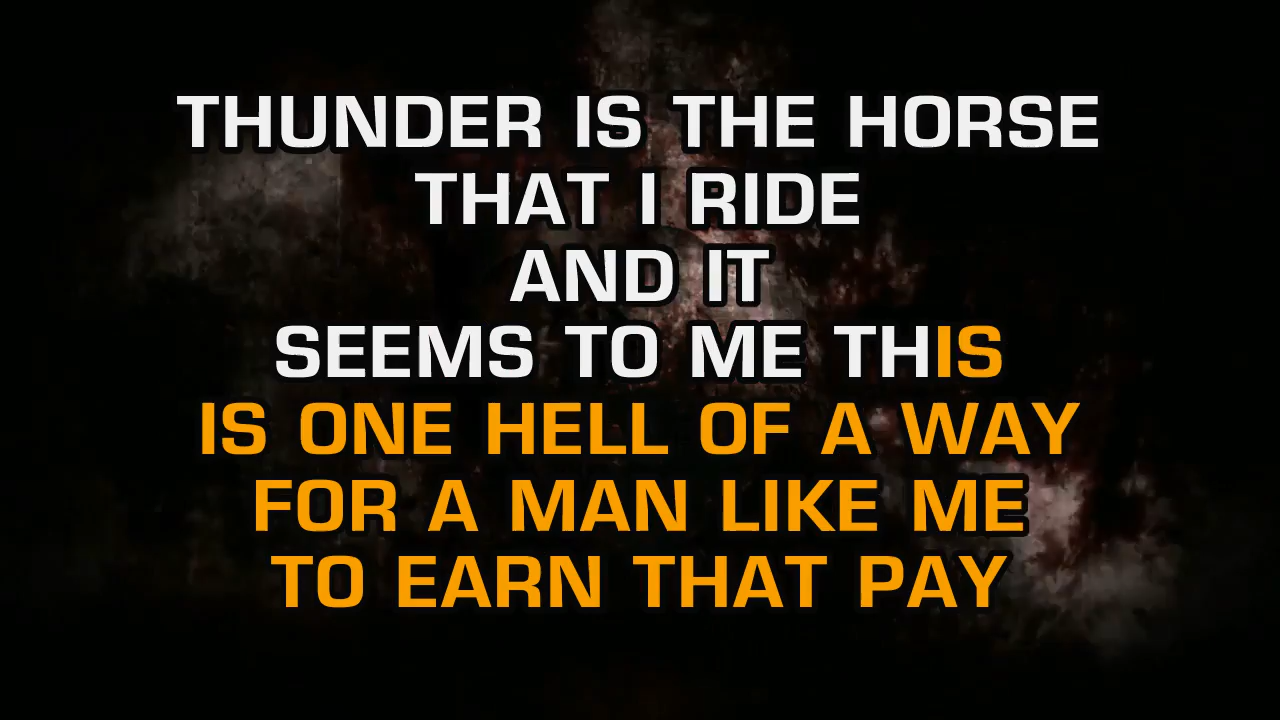 THUNDER IS THE HORSE
THAT I RIDE
AND IT
SEEMS TO ME THIS
IS ONE HELL OF A WAY
FOR A MAN LIKE ME
TO EARN THAT PAY